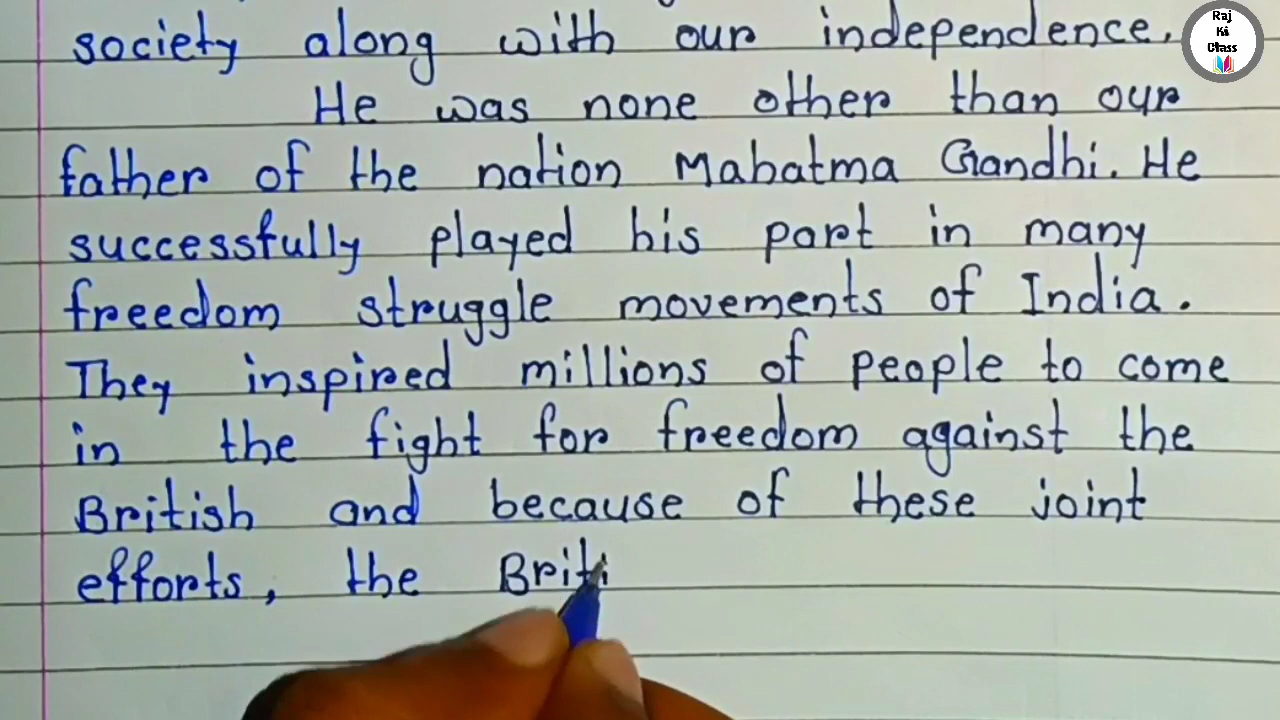 society along with our independence.
He was none other than our
father of the nation Mahatma Gandhi. He
successfully played his part in many
freedom struggle movements of India.
They inspired millions of people to come
in the fight for freedom against the
British and because of these joint
efforts, the Briti
Raj
Ki
Class